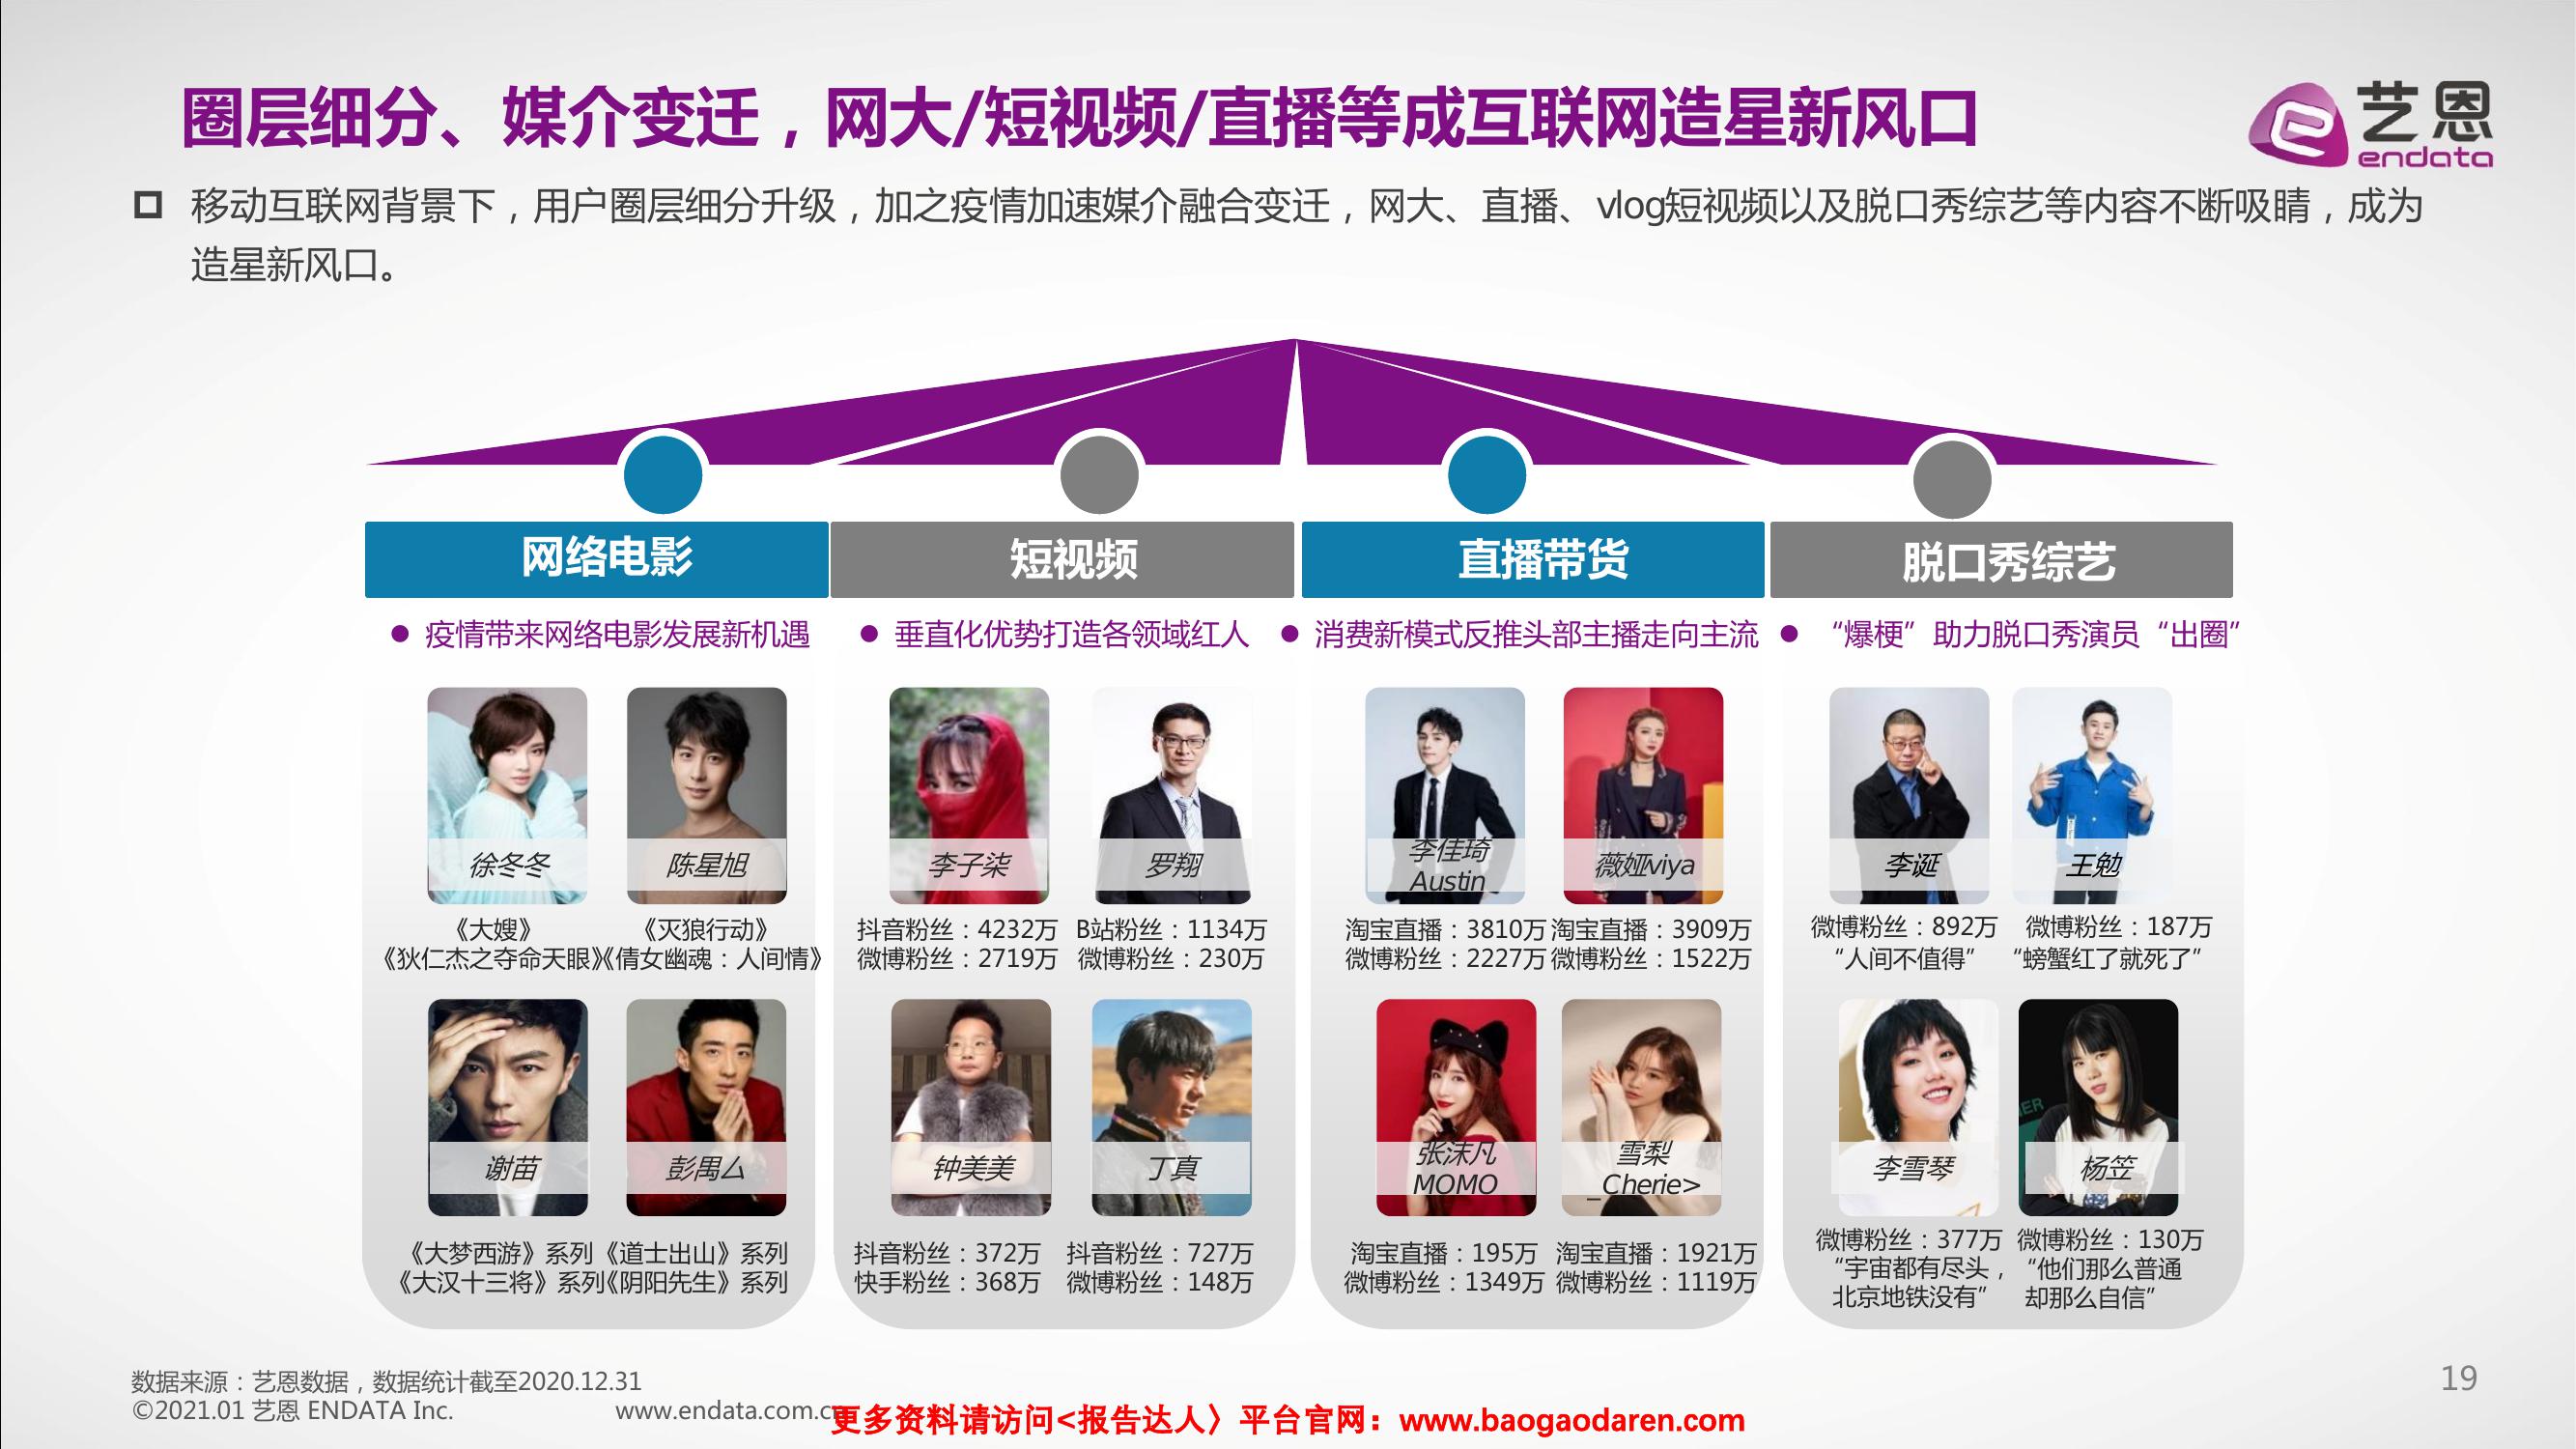 圈层细分、媒介变迁，网大/短视频/直播等成互联网造星新风口
艺恩
endata
移动互联网背景下，用户圈层细分升级，加之疫情加速媒介融合变迁，网大、直播、vlog短视频以及脱口秀综艺等内容不断吸睛，成为
造星新风口。
网络电影
短视频
直播带货
脱口秀综艺
疫情带来网络电影发展新机遇
垂直化优势打造各领域红人
消费新模式反推头部主播走向主流
“爆梗”助力脱口秀演员“出圈”
徐冬冬
《大嫂》
《狄仁杰之夺命天眼》
陈星旭
《灭狼行动》
《倩女幽魂：人间情》
李子柒
抖音粉丝：4232万
微博粉丝：2719万
罗翔
B站粉丝：1134万
微博粉丝：230万
李佳琦
Austin
淘宝直播：3810万
微博粉丝：2227万
薇娅viya
淘宝直播：3909万
微博粉丝：1522万
李诞
微博粉丝：892万
“人间不值得”
王勉
微博粉丝：187万
“螃蟹红了就死了”
谢苗
《大梦西游》系列
《大汉十三将》系列
彭禺厶
《道士出山》系列
《阴阳先生》系列
钟美美
抖音粉丝：372万
快手粉丝：368万
丁真
抖音粉丝：727万
微博粉丝：148万
张沫凡
MOMO
淘宝直播：195万
微博粉丝：1349万
雪梨
_Cherie>
淘宝直播：1921万
微博粉丝：1119万
李雪琴
微博粉丝：377万
“宇宙都有尽头，
北京地铁没有”
NER
杨笠
微博粉丝：130万
“他们那么普通
却那么自信”
数据来源：艺恩数据，数据统计截至2020.12.31
©2021.01 艺恩 ENDATA Inc.
www.endata.com.cn
更多资料请访问<报告达人〉平台官网：www.baogaodaren.com
19